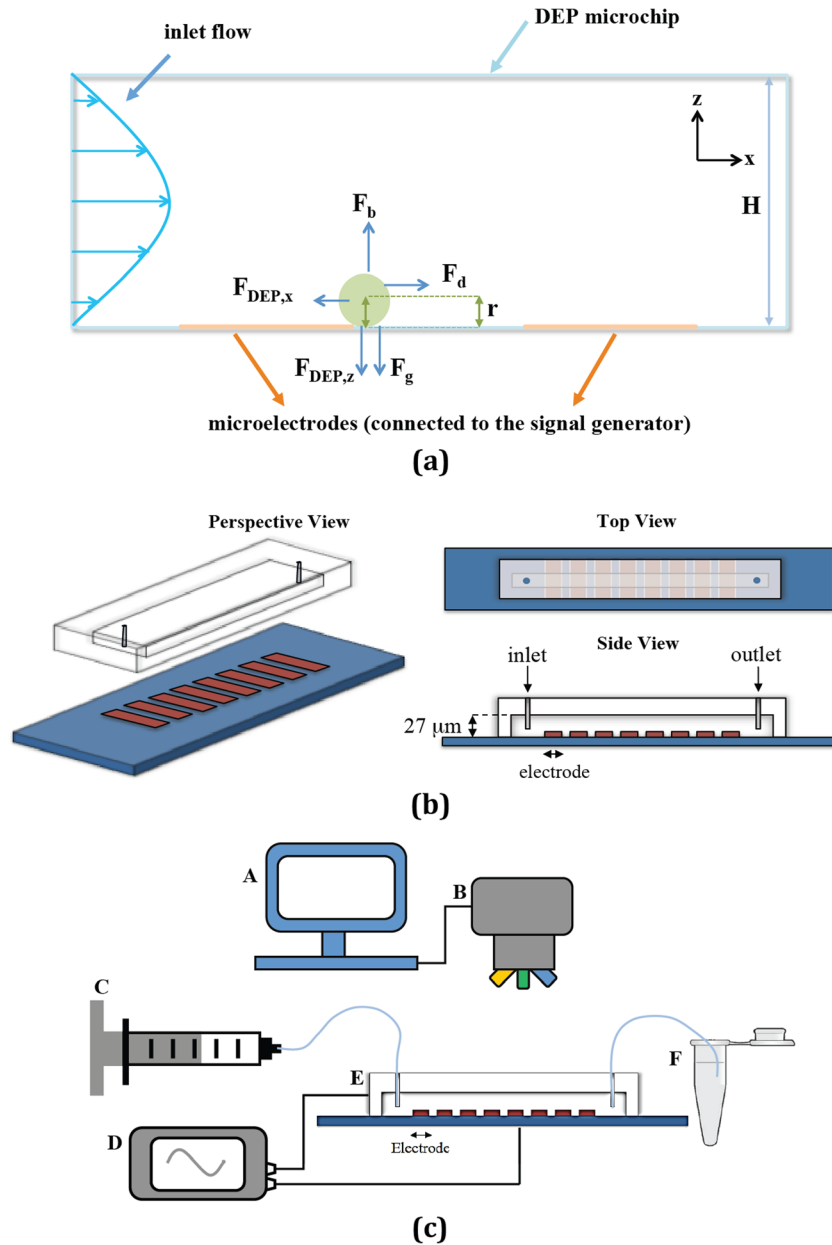 DEP microchip
inlet flow
z
x
H
F_b
F_d
F_DEP,x
r
F_DEP,z
F_g
microelectrodes (connected to the signal generator)
(a)
Perspective View
Top View
Side View
inlet
outlet
27 μm
electrode
(b)
A
B
C
E
F
D
Electrode
(c)